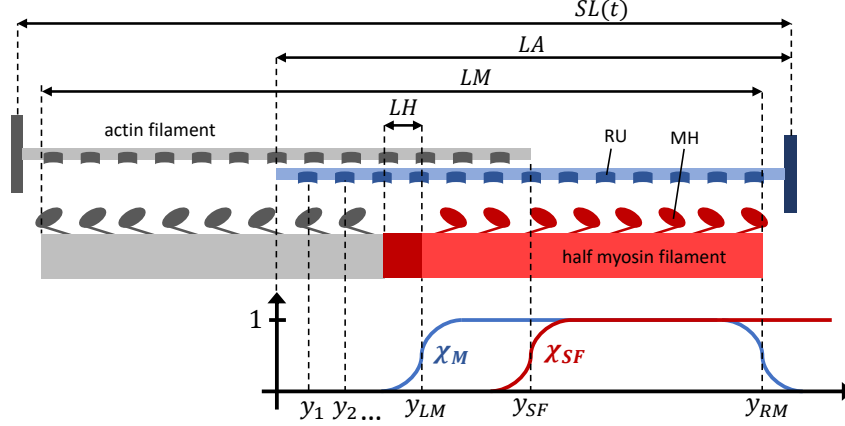 SL(t)
LA
LM
LH
actin filament
RU
MH
half myosin filament
1
χM
χSF
y1
y2
...
yLM
ySF
yRM